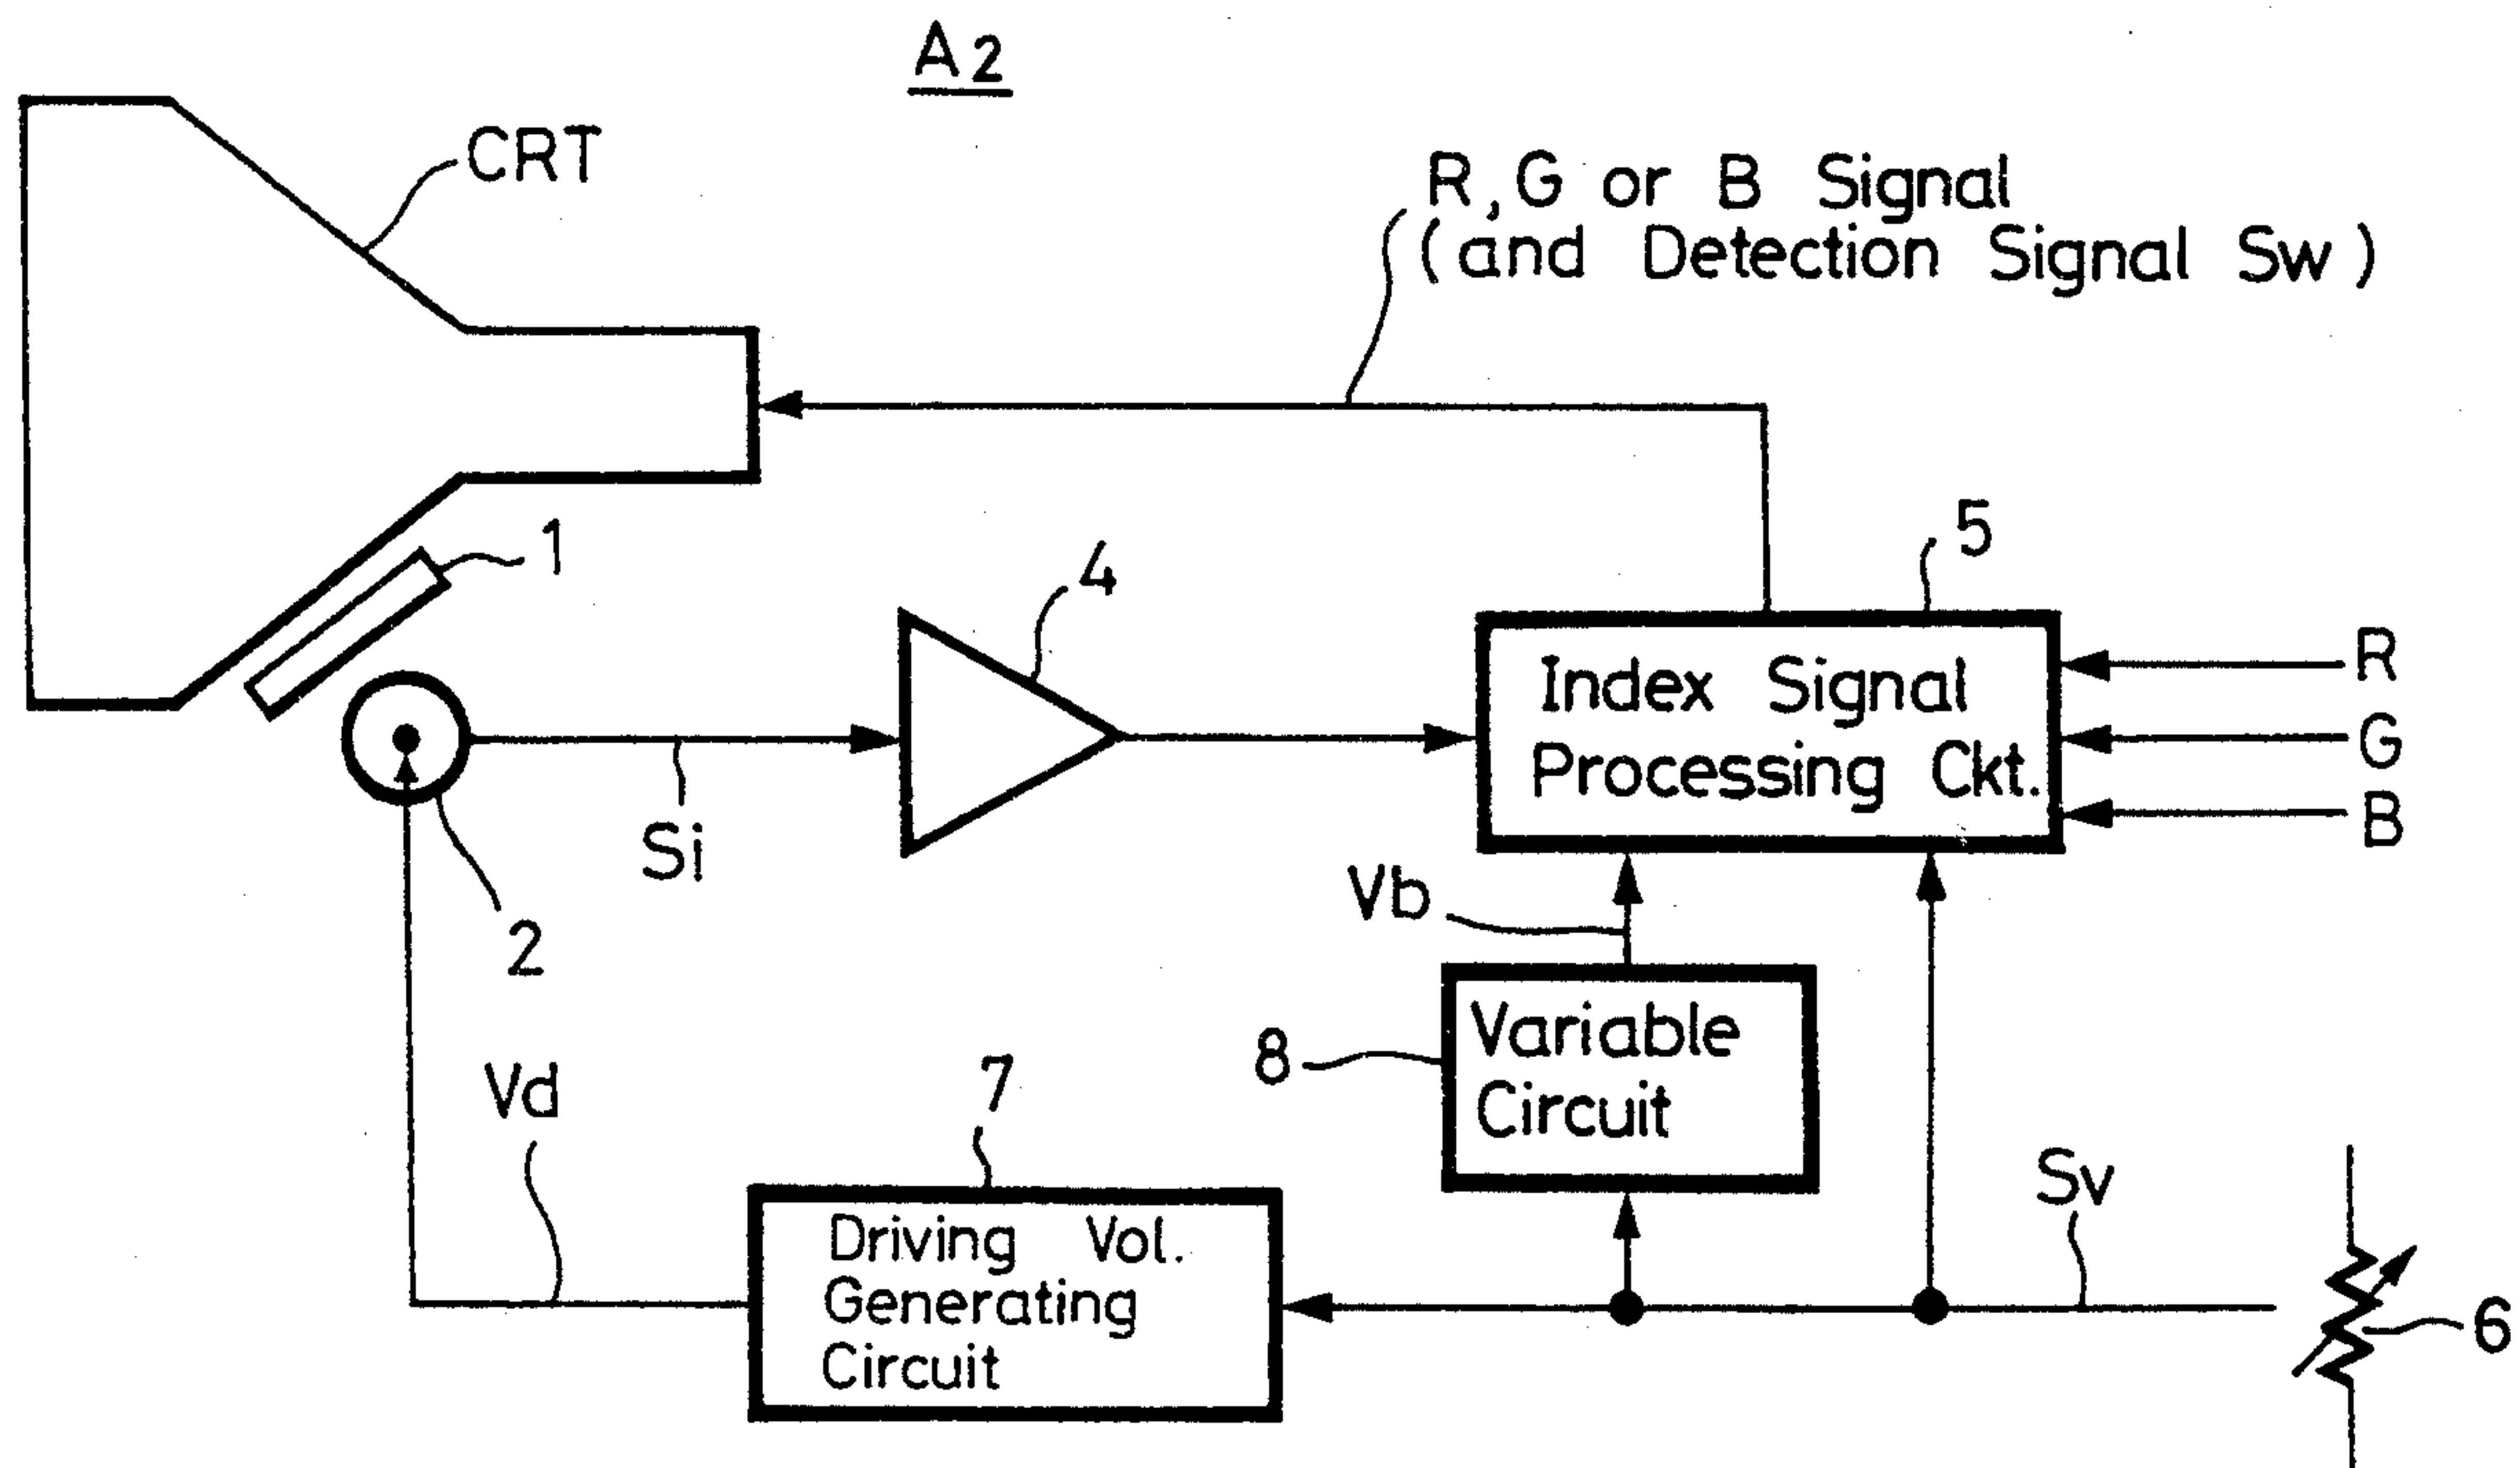 A2
CRT
R, G or B Signal
(and Detection Signal Sw)
1
4
5
Index Signal
Processing Ckt.
R
G
B
Si
2
Vb
Variable
Circuit
8
Vd
7
Driving Vol.
Generating
Circuit
Sv
6